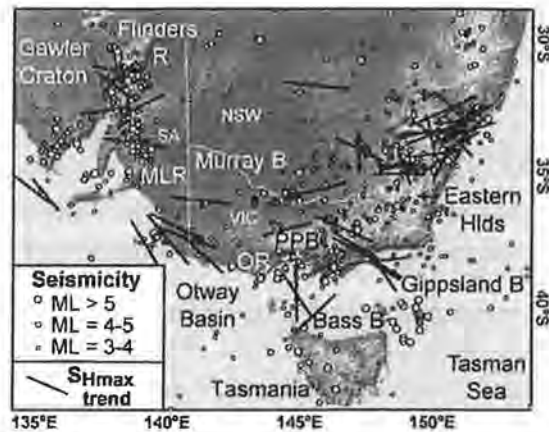 Flinders
R
Gawler
Craton
30°S
NSW
SA
MLR
Murray B
35°S
VIC
Eastern
Hlds
PPB
OR
Otway
Basin
Gippsland B
40°S
Bass B
Tasmania
Tasman
Sea
Seismicity
ML > 5
ML = 4-5
ML = 3-4
SHmax
trend
135°E
140°E
145°E
150°E